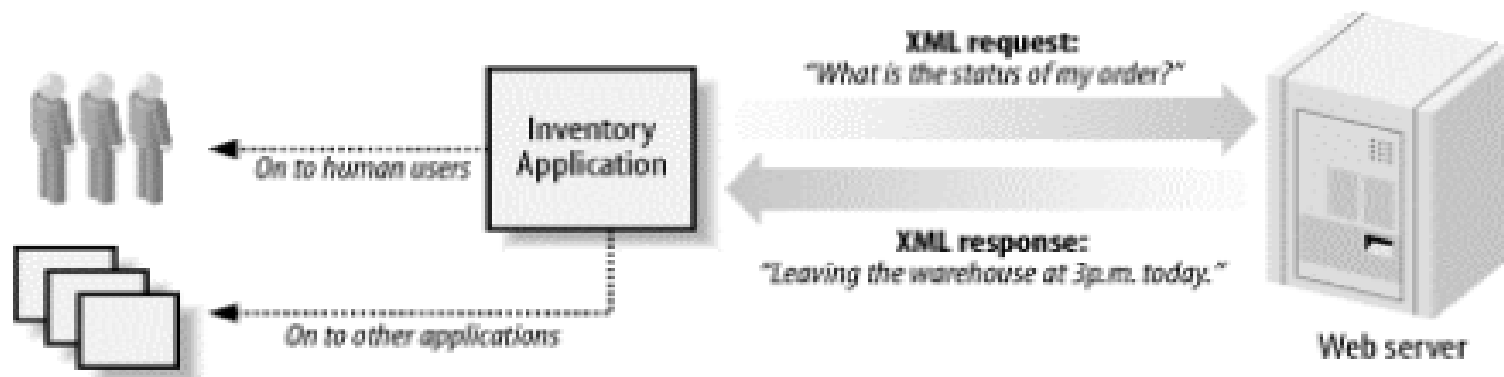 XML request:
"What is the status of my order?"
Inventory
Application
On to human users
XML response:
"Leaving the warehouse at 3p.m. today."
On to other applications
Web server